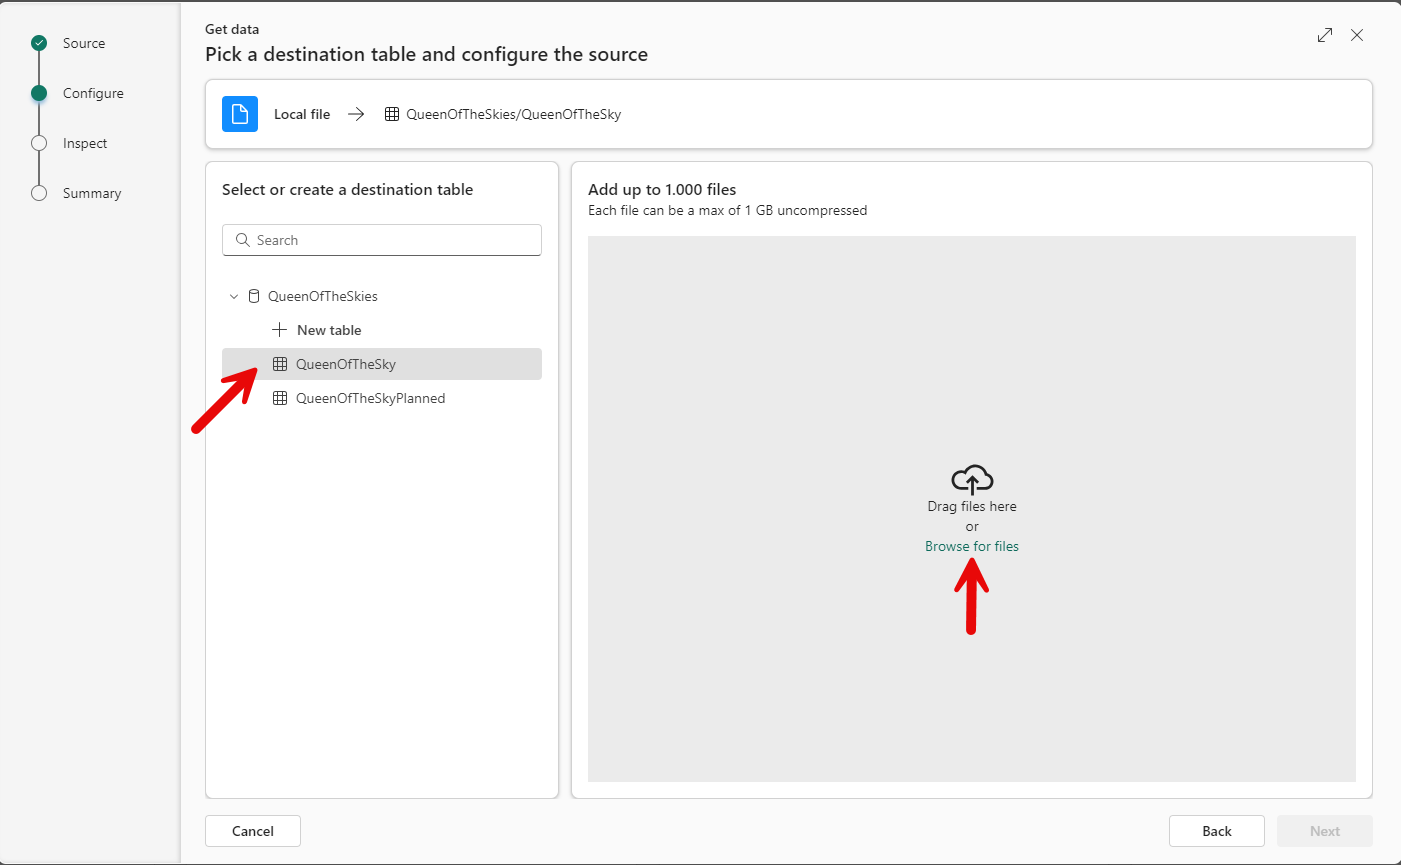 Source
Configure
Inspect
Summary
Get data
Pick a destination table and configure the source
Local file
QueenOfTheSkies/QueenOfTheSky
Select or create a destination table
Search
QueenOfTheSkies
New table
QueenOfTheSky
QueenOfTheSkyPlanned
Add up to 1.000 files
Each file can be a max of 1 GB uncompressed
Drag files here
or
Browse for files
Cancel
Back
Next